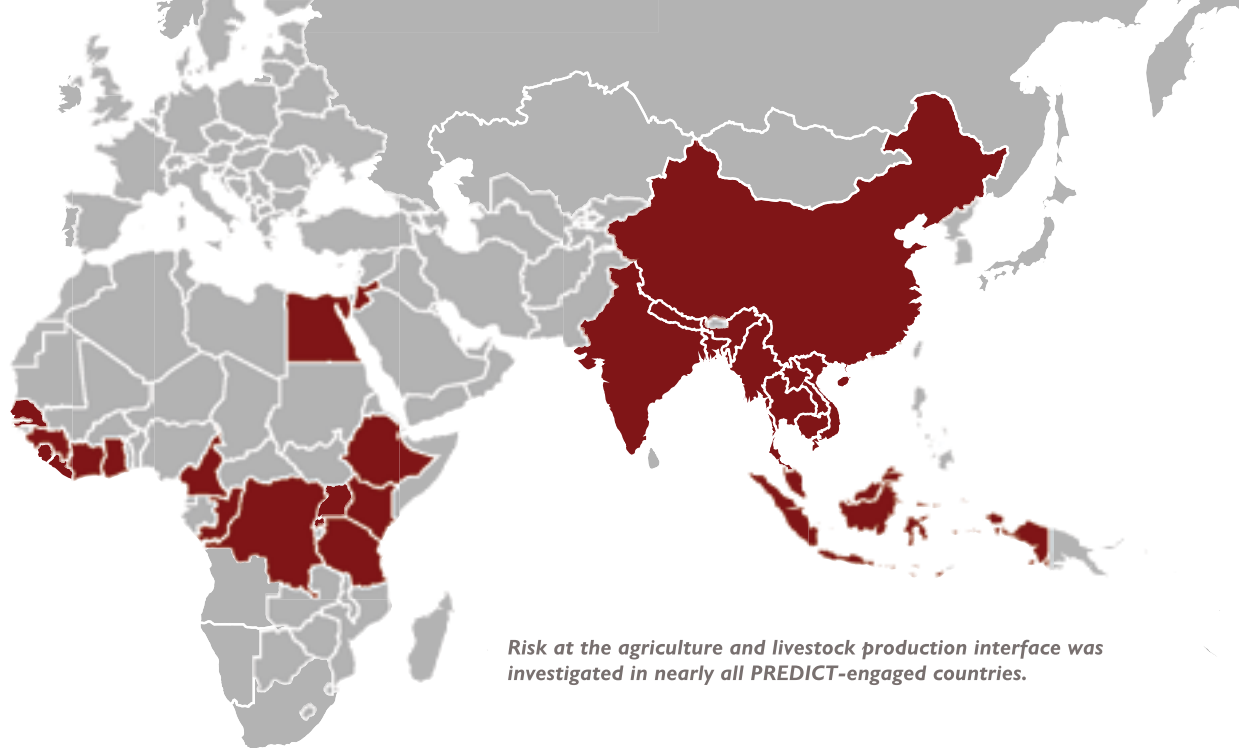 Risk at the agriculture and livestock production interface was
investigated in nearly all PREDICT-engaged countries.